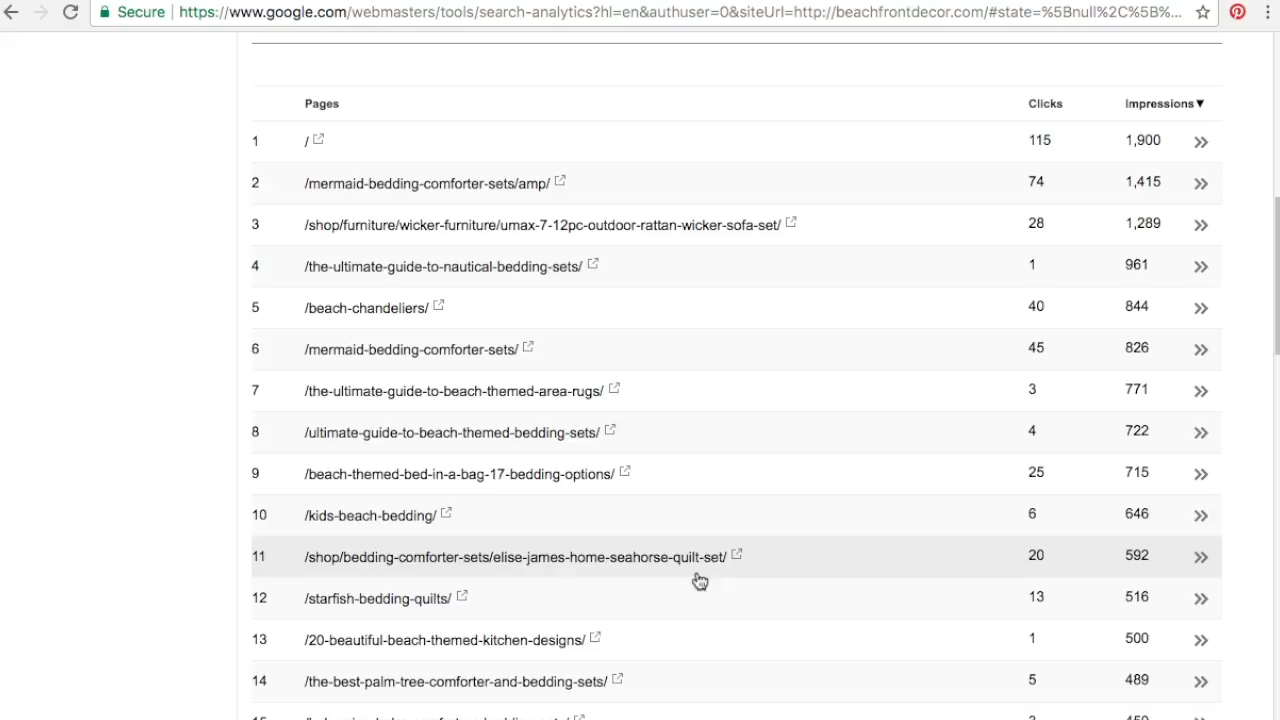 Secure https://www.google.com/webmasters/tools/search-analytics?hl=en&authuser=0&siteUrl=http://beachfrontdecor.com/#state=%5Bnull%2C%5B%...
Pages Clicks Impressions▼
1 / 115 1,900
2 /mermaid-bedding-comforter-sets/amp/ 74 1,415
3 /shop/furniture/wicker-furniture/umax-7-12pc-outdoor-rattan-wicker-sofa-set/ 28 1,289
4 /the-ultimate-guide-to-nautical-bedding-sets/ 1 961
5 /beach-chandeliers/ 40 844
6 /mermaid-bedding-comforter-sets/ 45 826
7 /the-ultimate-guide-to-beach-themed-area-rugs/ 3 771
8 /ultimate-guide-to-beach-themed-bedding-sets/ 4 722
9 /beach-themed-bed-in-a-bag-17-bedding-options/ 25 715
10 /kids-beach-bedding/ 6 646
11 /shop/bedding-comforter-sets/elise-james-home-seahorse-quilt-set/ 20 592
12 /starfish-bedding-quilts/ 13 516
13 /20-beautiful-beach-themed-kitchen-designs/ 1 500
14 /the-best-palm-tree-comforter-and-bedding-sets/ 5 489